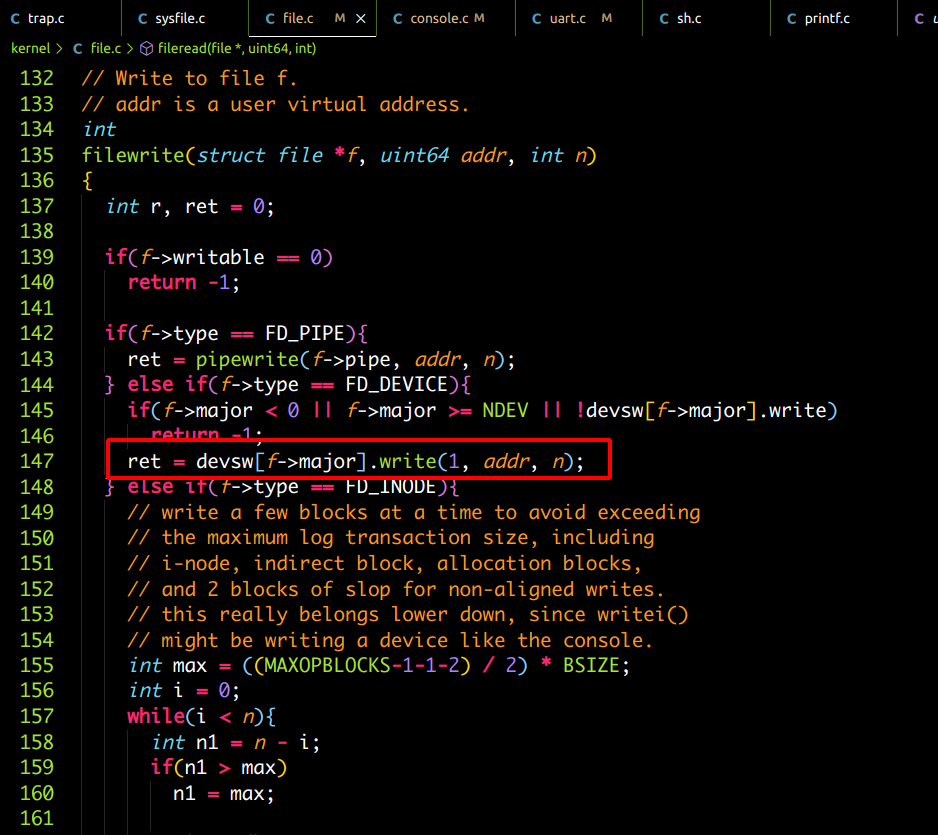 trap.c sysfile.c file.c M console.c M uart.c M sh.c printf.c
kernel > file.c > fileread(file *, uint64, int)
132 // Write to file f.
133 // addr is a user virtual address.
134 int
135 filewrite(struct file *f, uint64 addr, int n)
136 {
137 int r, ret = 0;
138
139 if(f->writable == 0)
140 return -1;
141
142 if(f->type == FD_PIPE){
143 ret = pipewrite(f->pipe, addr, n);
144 } else if(f->type == FD_DEVICE){
145 if(f->major < 0 || f->major >= NDEV || !devsw[f->major].write)
146 return -1;
147 ret = devsw[f->major].write(1, addr, n);
148 } else if(f->type == FD_INODE){
149 // write a few blocks at a time to avoid exceeding
150 // the maximum log transaction size, including
151 // i-node, indirect block, allocation blocks,
152 // and 2 blocks of slop for non-aligned writes.
153 // this really belongs lower down, since writei()
154 // might be writing a device like the console.
155 int max = ((MAXOPBLOCKS-1-1-2) / 2) * BSIZE;
156 int i = 0;
157 while(i < n){
158 int n1 = n - i;
159 if(n1 > max)
160 n1 = max;
161